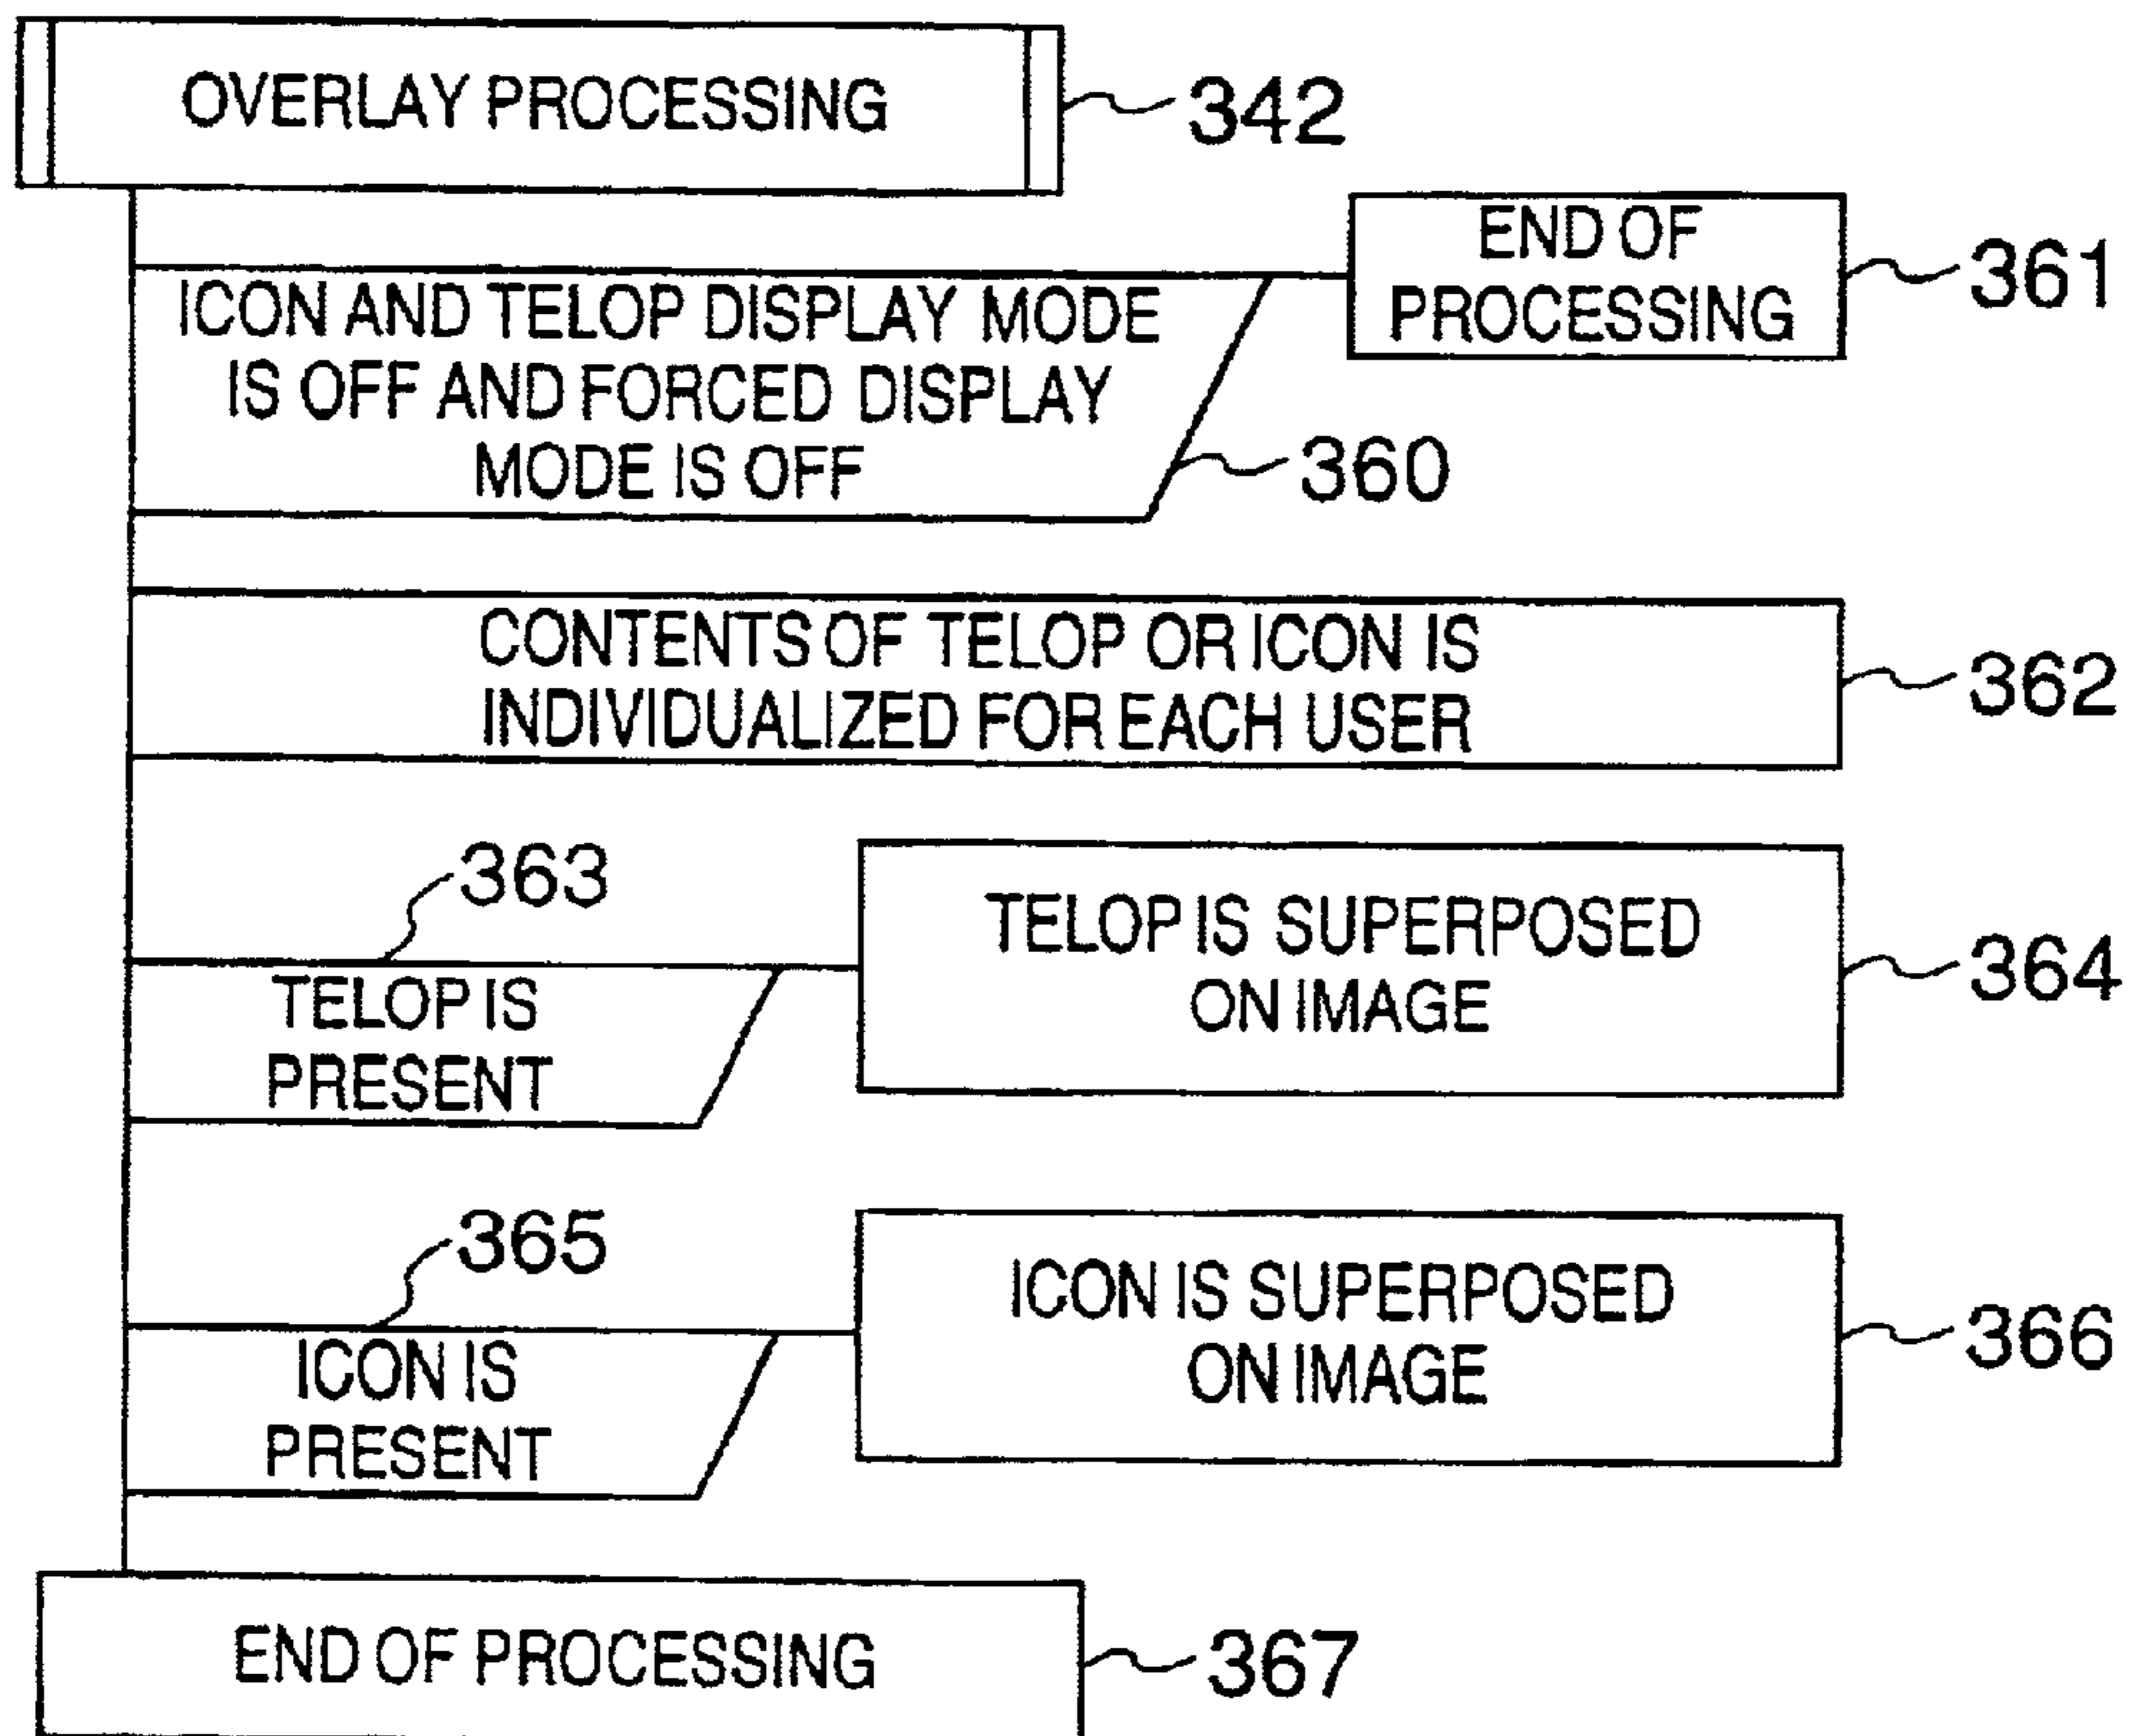 OVERLAY PROCESSING
342
END OF
PROCESSING
361
ICON AND TELOP DISPLAY MODE
IS OFF AND FORCED DISPLAY
MODE IS OFF
360
CONTENTS OF TELOP OR ICON IS
INDIVIDUALIZED FOR EACH USER
362
363
TELOP IS
PRESENT
TELOP IS SUPERPOSED
ON IMAGE
364
365
ICON IS
PRESENT
ICON IS SUPERPOSED
ON IMAGE
366
END OF PROCESSING
367